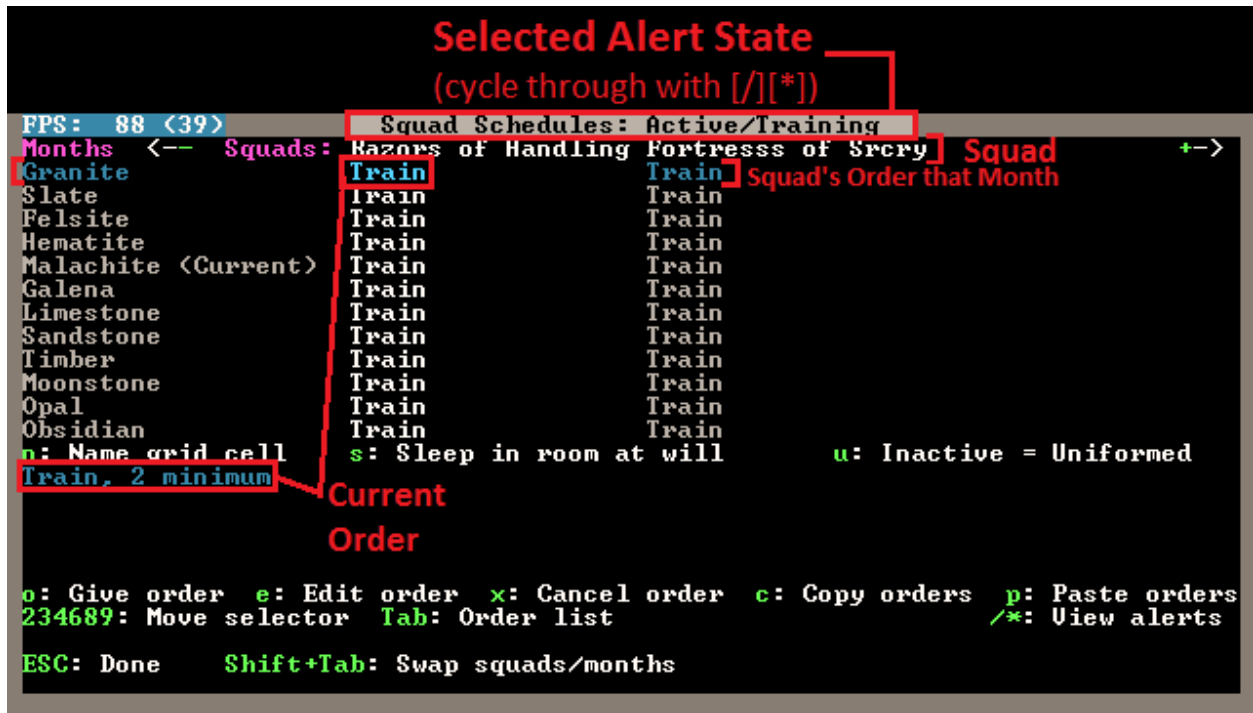 Selected Alert State
(cycle through with [/][*])
FPS: 88 (39) Squad Schedules: Active/Training
Months <-- Squads: Razors of Handling Fortresss of Srcry Squad +->
Granite Train Train Squad's Order that Month
Slate Train Train
Felsite Train Train
Hematite Train Train
Malachite (Current) Train Train
Galena Train Train
Limestone Train Train
Sandstone Train Train
Timber Train Train
Moonstone Train Train
Opal Train Train
Obsidian Train Train
n: Name grid cell s: Sleep in room at will u: Inactive = Uniformed
Train, 2 minimum
Current
Order
o: Give order e: Edit order x: Cancel order c: Copy orders p: Paste orders
234689: Move selector Tab: Order list /*: View alerts
ESC: Done Shift+Tab: Swap squads/months